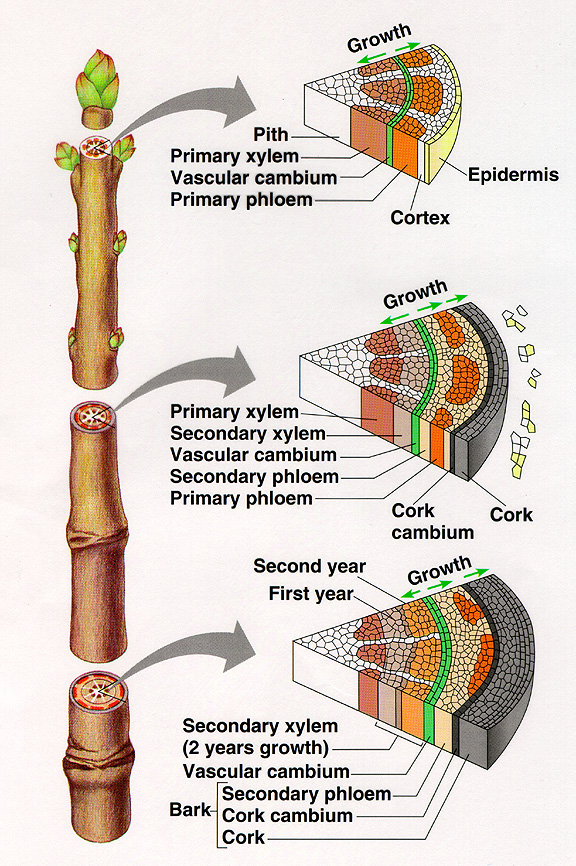 Growth
Pith
Primary xylem
Vascular cambium
Primary phloem
Epidermis
Cortex
Growth
Primary xylem
Secondary xylem
Vascular cambium
Secondary phloem
Primary phloem
Cork
cambium
Cork
Growth
Second year
First year
Secondary xylem
(2 years growth)
Vascular cambium
Bark
Secondary phloem
Cork cambium
Cork